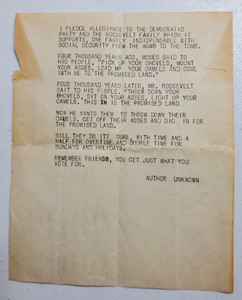 I PLEDGE ALLEGIANCE TO THE DEMOCRATIC
PARTY AND THE ROOSEVELT FAMILY WHICH IT
SUPPORTS, ONE FAMILY INDISPENSABLE WITH
SOCIAL SECURITY FROM THE WOMB TO THE TOMB.
FOUR THOUSAND YEARS AGO, MOSES SAID TO
HIS PEOPLE, "PICK UP YOUR SHOVELS, MOUNT
YOUR ASSES, LOAD UP YOUR CAMELS AND COME
WITH ME TO THE PROMISED LAND."
FOUR THOUSAND YEARS LATER, MR. ROOSEVELT
SAIT TO HIS PEOPLE, "THROW DOWN YOUR
SHOVELS, SIT ON YOUR ASSES, LIGHT UP YOUR
CAMELS. THIS IN THE PROMISED LAND
NOW HE WANTS THEM TO THROW DOWN THEIR
CAMELS, GET OFF THEIR ASSES AND DIG IN FOR
THE PROMISED LAND.
BILL THEY DO IT? SURE, WITH TIME AND A
HALF FOR OVERTIME AND DOUBLE TIME FOR
SUNDAYS AND HOLIDAYS.
REMEMBER FRIENDS, YOU GET JUST WHAT YOU
VOTE FOR.
AUTHOR UNKNOWN